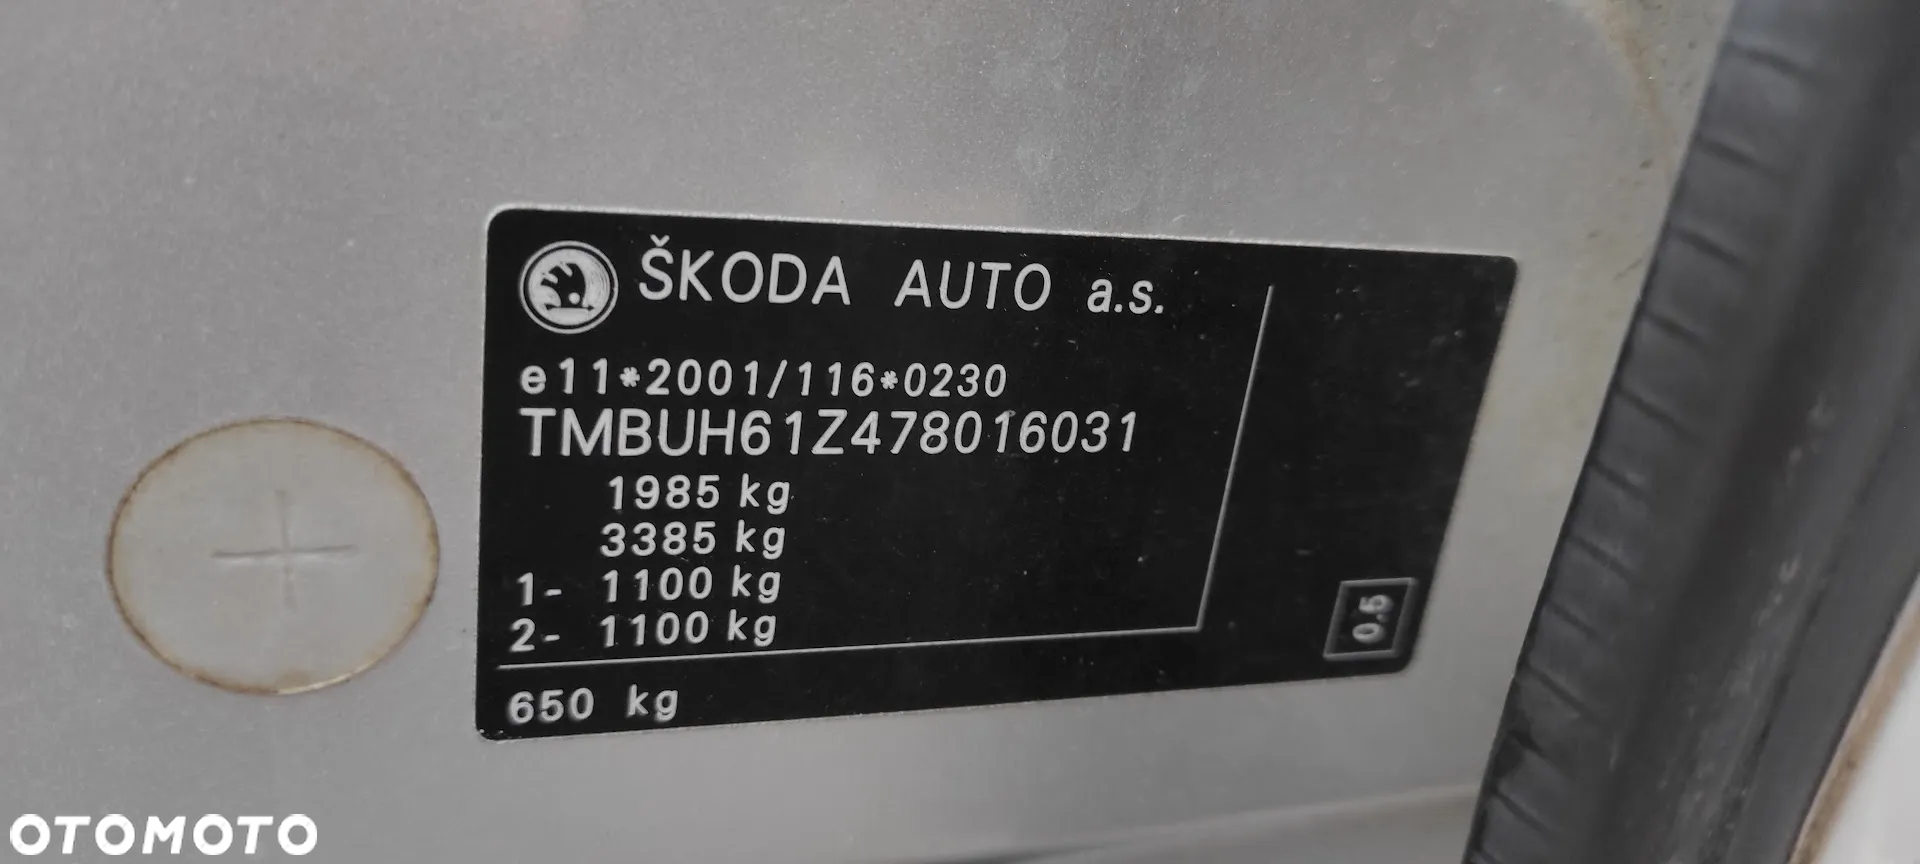 ŠKODA AUTO a.s.
e11*2001/116*0230
TMBUH61Z478016031
1985 kg
3385 kg
1- 1100 kg
2- 1100 kg
650 kg
0.5
OTOMOTO